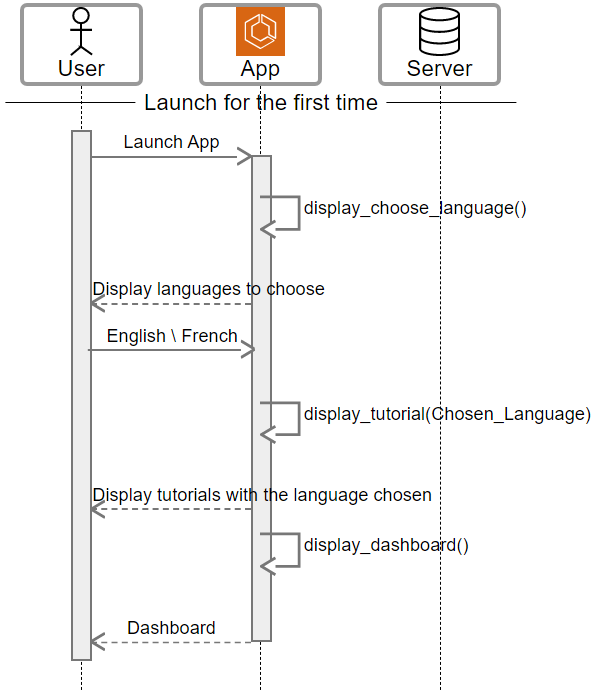 User
App
Server
Launch for the first time
Launch App
display_choose_language()
Display languages to choose
English \ French
display_tutorial(Chosen_Language)
Display tutorials with the language chosen
display_dashboard()
Dashboard